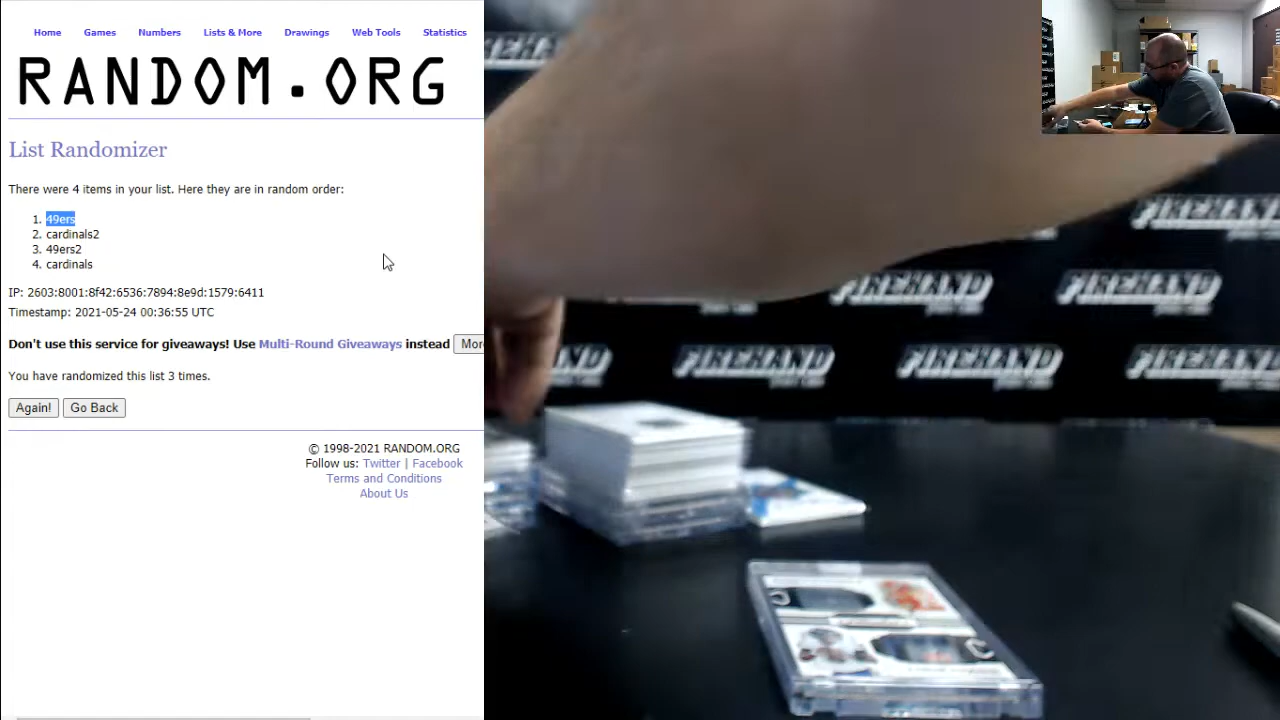 Home Games Numbers Lists & More Drawings Web Tools Statistics
RANDOM.ORG
List Randomizer
There were 4 items in your list. Here they are in random order:
1. 49ers
2. cardinals2
3. 49ers2
4. cardinals
IP: 2603:8001:8f42:6536:7894:8e9d:1579:6411
Timestamp: 2021-05-24 00:36:55 UTC
Don't use this service for giveaways! Use Multi-Round Giveaways instead
You have randomized this list 3 times.
Again! Go Back
© 1998-2021 RANDOM.ORG
Follow us: Twitter | Facebook
Terms and Conditions
About Us
FIREHAND
FIREHAND
FIREHAND
FIREHAND
FIREHAND
FIREHAND